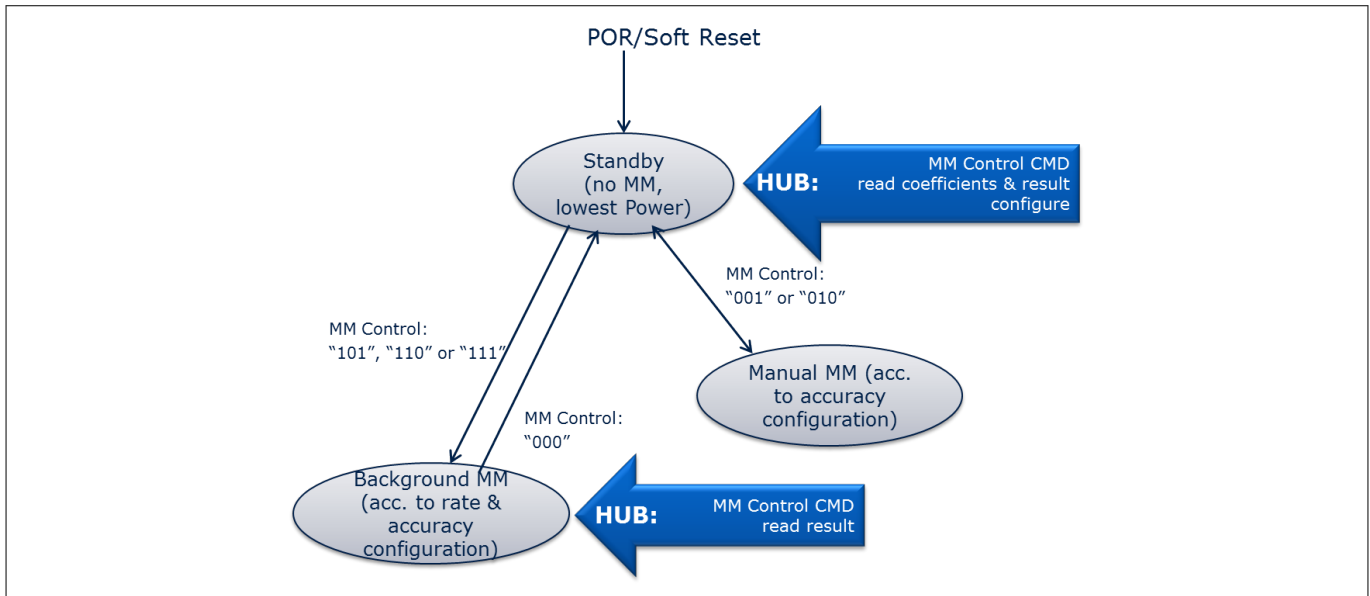 POR/Soft Reset
Standby
(no MM,
lowest Power)
HUB:
MM Control CMD
read coefficients & result
configure
MM Control:
“001” or “010”
MM Control:
“101”, “110” or “111”
Manual MM (acc.
to accuracy
configuration)
MM Control:
“000”
Background MM
(acc. to rate &
accuracy
configuration)
HUB:
MM Control CMD
read result